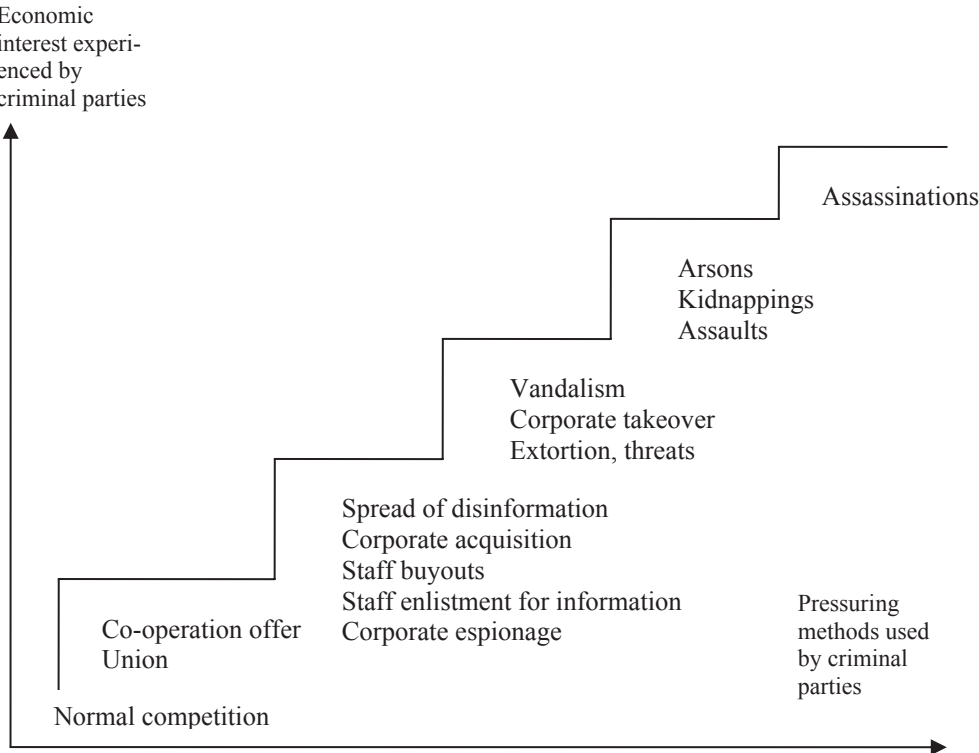 Economic
interest experi-
enced by
criminal parties
Assassinations
Arsons
Kidnappings
Assaults
Vandalism
Corporate takeover
Extortion, threats
Spread of disinformation
Corporate acquisition
Staff buyouts
Staff enlistment for information
Corporate espionage
Co-operation offer
Union
Normal competition
Pressuring
methods used
by criminal
parties